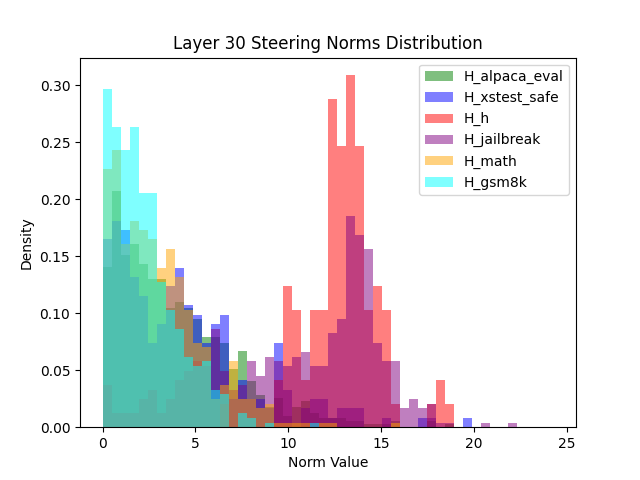 Layer 30 Steering Norms Distribution
H_alpaca_eval
H_xstest_safe
H_h
H_jailbreak
H_math
H_gsm8k
Density
0.30
0.25
0.20
0.15
0.10
0.05
0.00
0 5 10 15 20 25
Norm Value